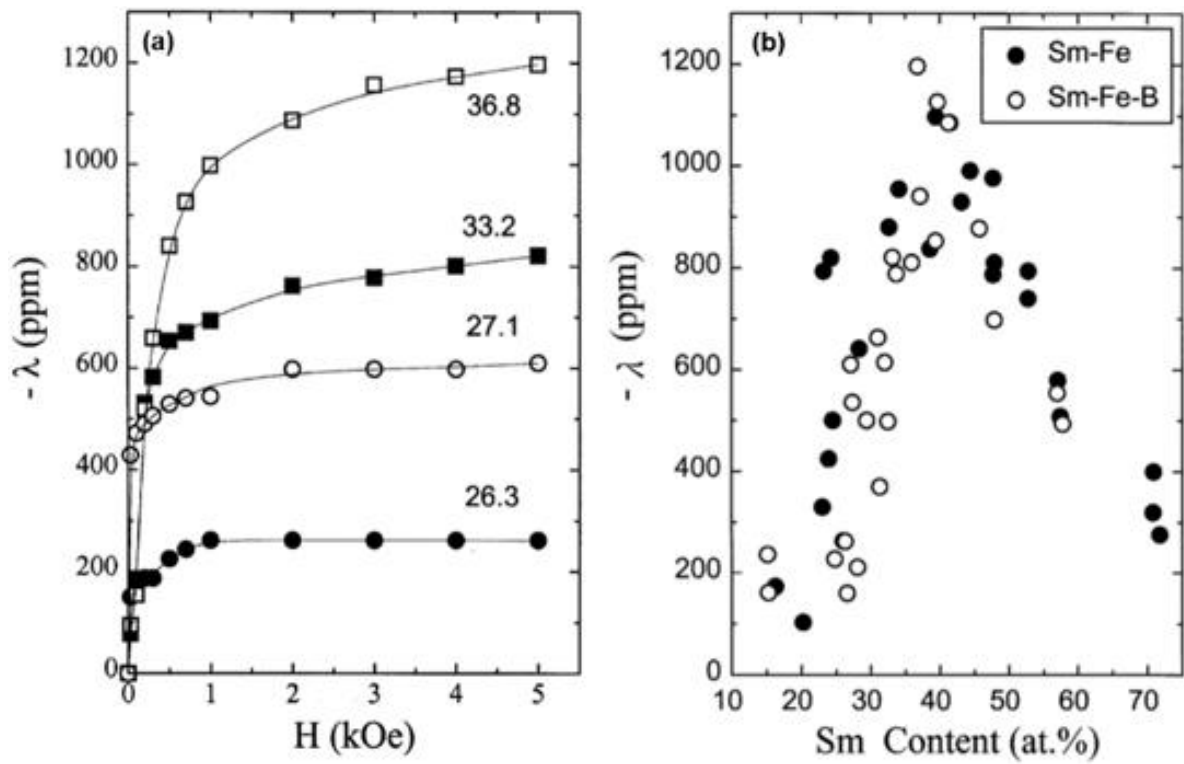 (a)
1200
1000
800
600
400
200
0
- λ (ppm)
36.8
33.2
27.1
26.3
0 1 2 3 4 5
H (kOe)
(b)
Sm-Fe
Sm-Fe-B
1200
1000
800
600
400
200
0
- λ (ppm)
10 20 30 40 50 60 70
Sm Content (at.%)